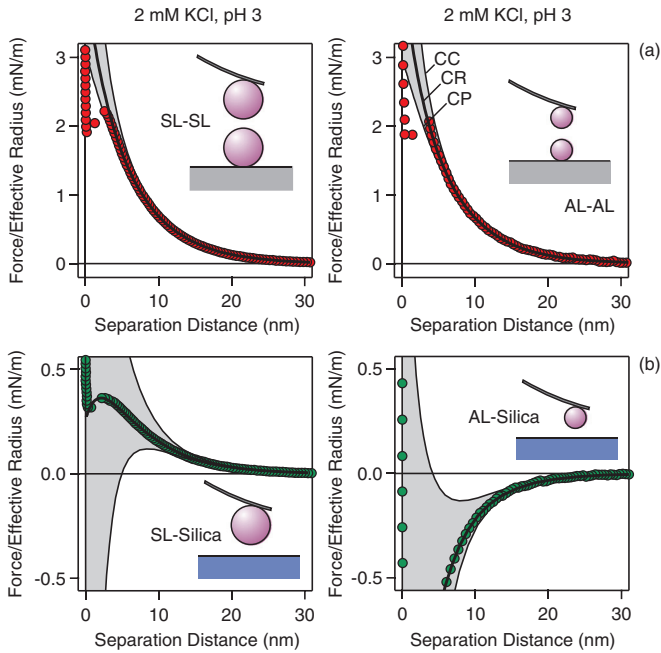 2 mM KCl, pH 3
2 mM KCl, pH 3
(a)
Force/Effective Radius (mN/m)
3
2
1
0
SL-SL
0
10
20
30
Separation Distance (nm)
Force/Effective Radius (mN/m)
3
2
1
0
CC
CR
CP
AL-AL
0
10
20
30
Separation Distance (nm)
(b)
Force/Effective Radius (mN/m)
0.5
0.0
-0.5
SL-Silica
0
10
20
30
Separation Distance (nm)
Force/Effective Radius (mN/m)
0.5
0.0
-0.5
AL-Silica
0
10
20
30
Separation Distance (nm)